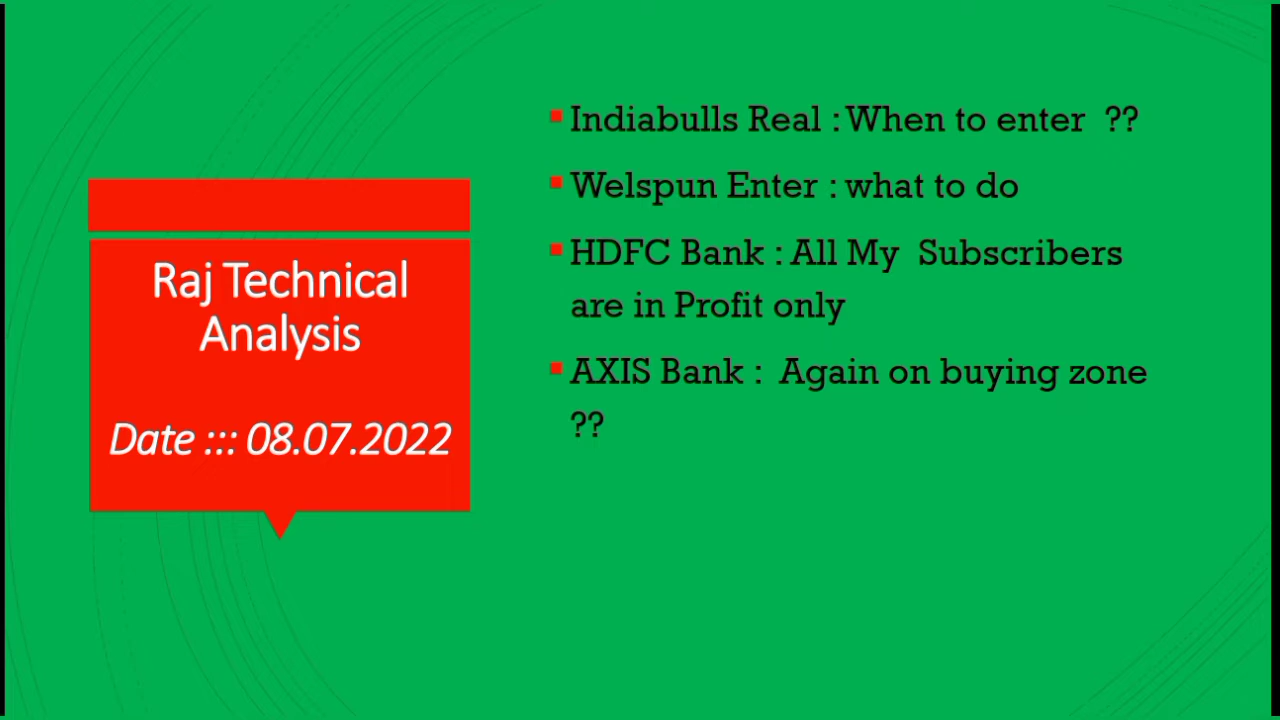 Raj Technical
Analysis
Date ::: 08.07.2022
Indiabulls Real : When to enter ??
Welspun Enter : what to do
HDFC Bank : All My Subscribers
are in Profit only
AXIS Bank : Again on buying zone
??